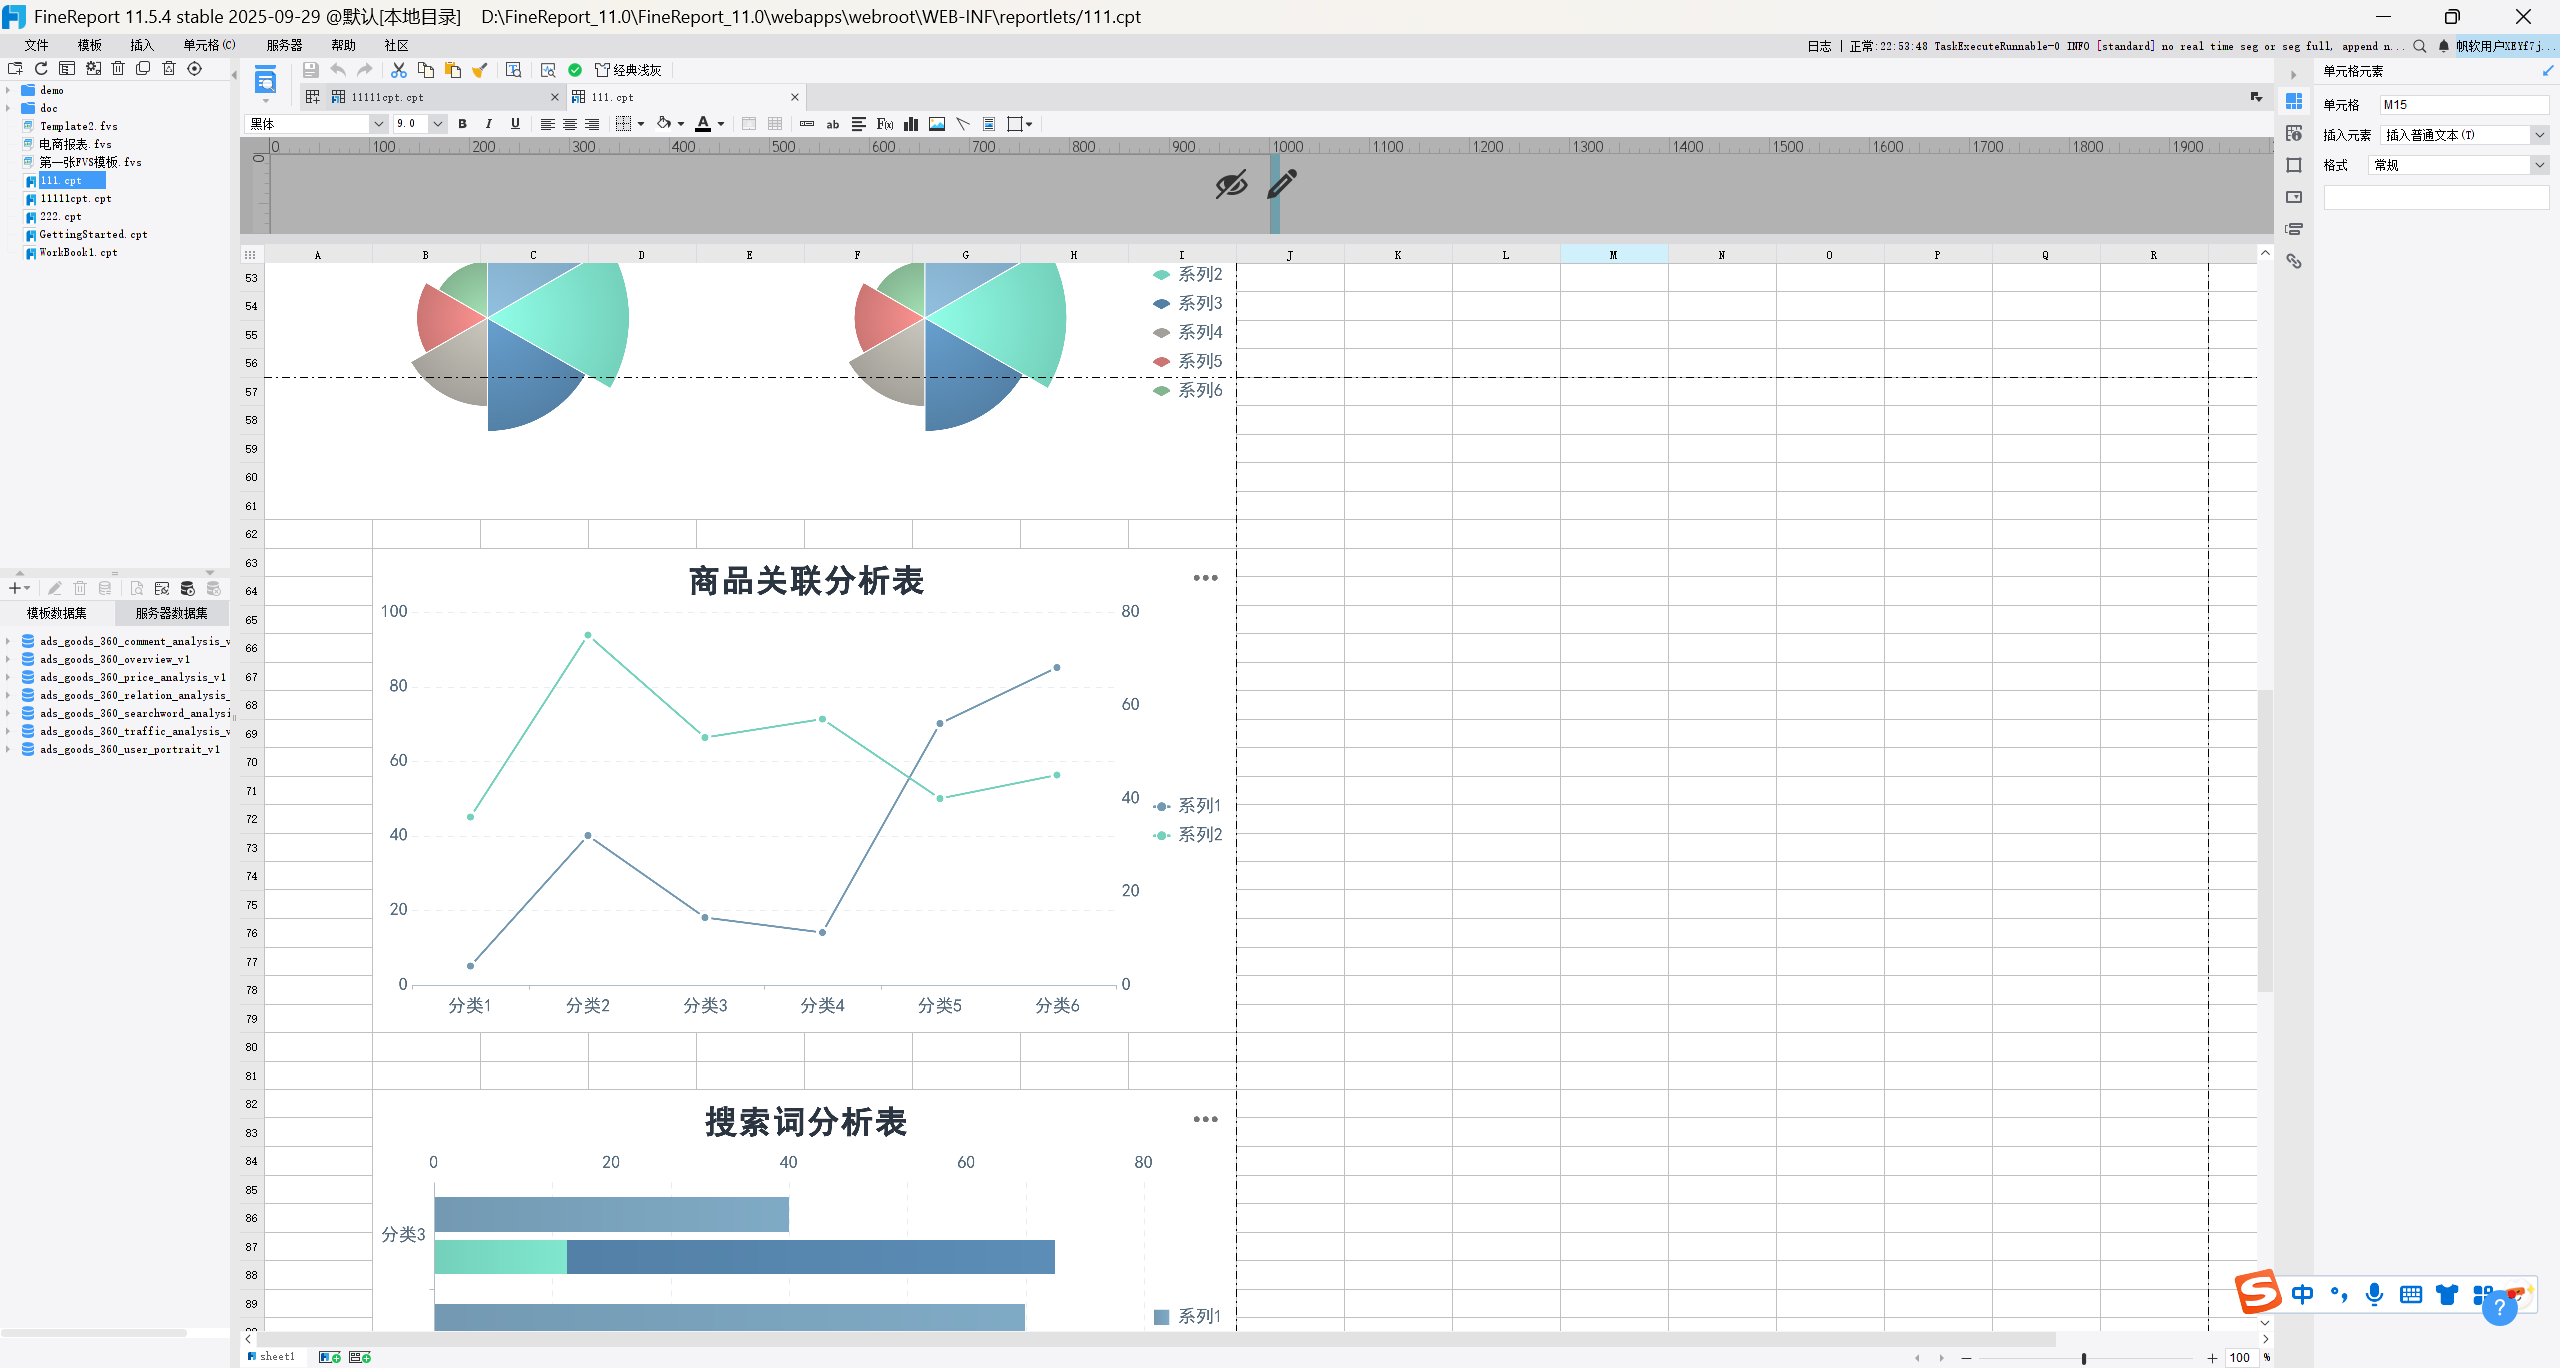 FineReport 11.5.4 stable 2025-09-29 @默认[本地目录] D:\FineReport_11.0\FineReport_11.0\webapps\webroot\WEB-INF\reportlets/111.cpt
文件 模板 插入 单元格(C) 服务器 帮助 社区
日志 | 正常:22:53:48 TaskExecuteRunnable-0 INFO [standard] no real time seg or seg full, append n...
帆软用户XEYf7j...
经典浅灰
11111cpt.cpt
111.cpt
黑体 9.0 B I U ab F(x)
demo
doc
Template2.fvs
电商报表.fvs
第一张FVS模板.fvs
111.cpt
11111cpt.cpt
222.cpt
GettingStarted.cpt
WorkBook1.cpt
模板数据集 服务器数据集
ads_goods_360_comment_analysis_v
ads_goods_360_overview_v1
ads_goods_360_price_analysis_v1
ads_goods_360_relation_analysis_
ads_goods_360_searchword_analysi
ads_goods_360_traffic_analysis_v
ads_goods_360_user_portrait_v1
0 100 200 300 400 500 600 700 800 900 1000 1100 1200 1300 1400 1500 1600 1700 1800 1900
0
A B C D E F G H I J K L M N O P Q R
53
54
55
56
57
58
59
60
61
62
63
64
65
66
67
68
69
70
71
72
73
74
75
76
77
78
79
80
81
82
83
84
85
86
87
88
89
系列2
系列3
系列4
系列5
系列6
商品关联分析表
100
80
60
40
20
0
80
60
40
20
0
系列1
系列2
分类1 分类2 分类3 分类4 分类5 分类6
搜索词分析表
0 20 40 60 80
分类3
系列1
单元格元素
单元格 M15
插入元素 插入普通文本(T)
格式 常规
中
?
sheet1
100 %